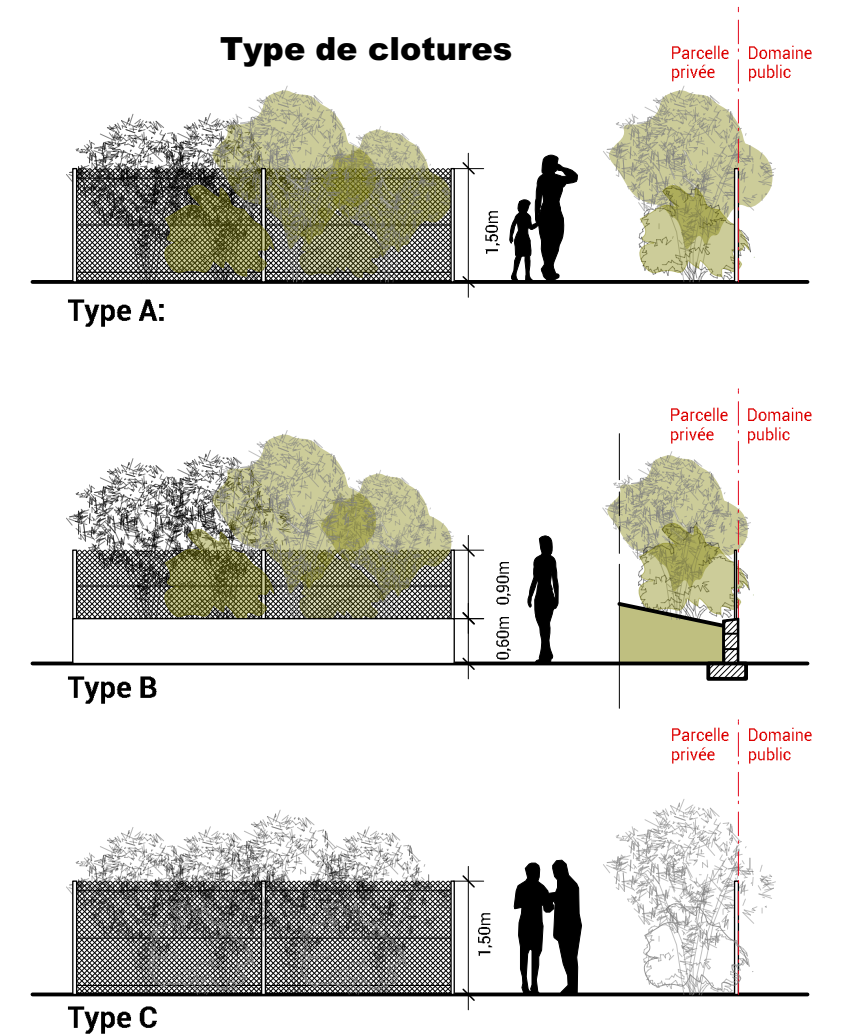 Type de clotures
Parcelle privée
Domaine public
1,50m
Type A:
Parcelle privée
Domaine public
0,90m
0,60m
Type B
Parcelle privée
Domaine public
1,50m
Type C